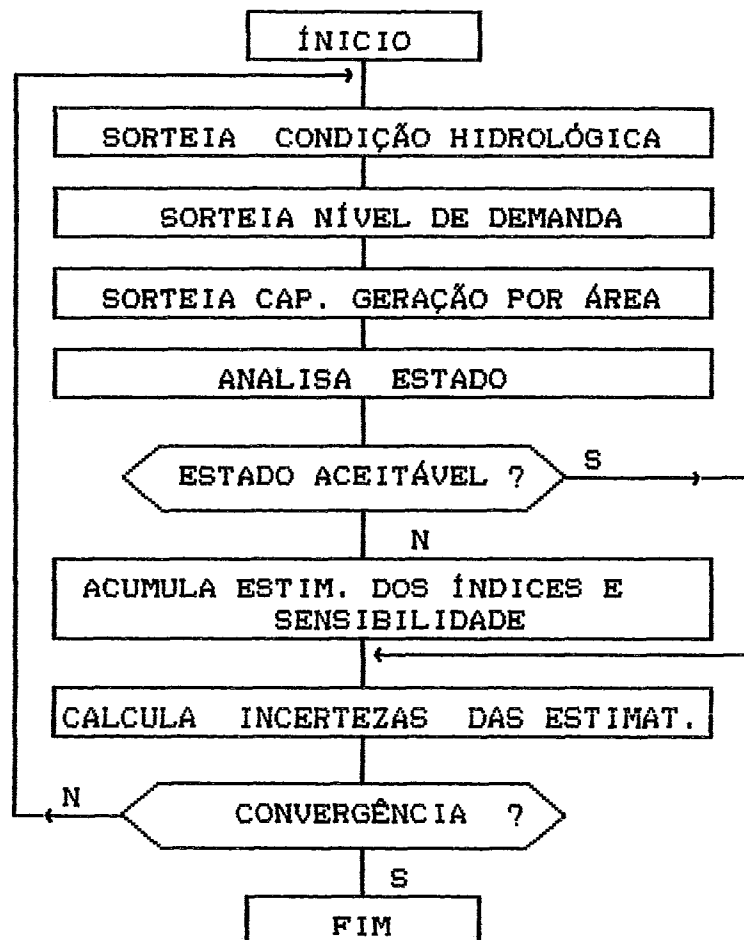 ÍNICIO
SORTEIA CONDIÇÃO HIDROLÓGICA
SORTEIA NÍVEL DE DEMANDA
SORTEIA CAP. GERAÇÃO POR ÁREA
ANALISA ESTADO
ESTADO ACEITÁVEL ?
S
N
ACUMULA ESTIM. DOS ÍNDICES E
SENSIBILIDADE
CALCULA INCERTEZAS DAS ESTIMAT.
N
CONVERGÊNCIA ?
S
FIM